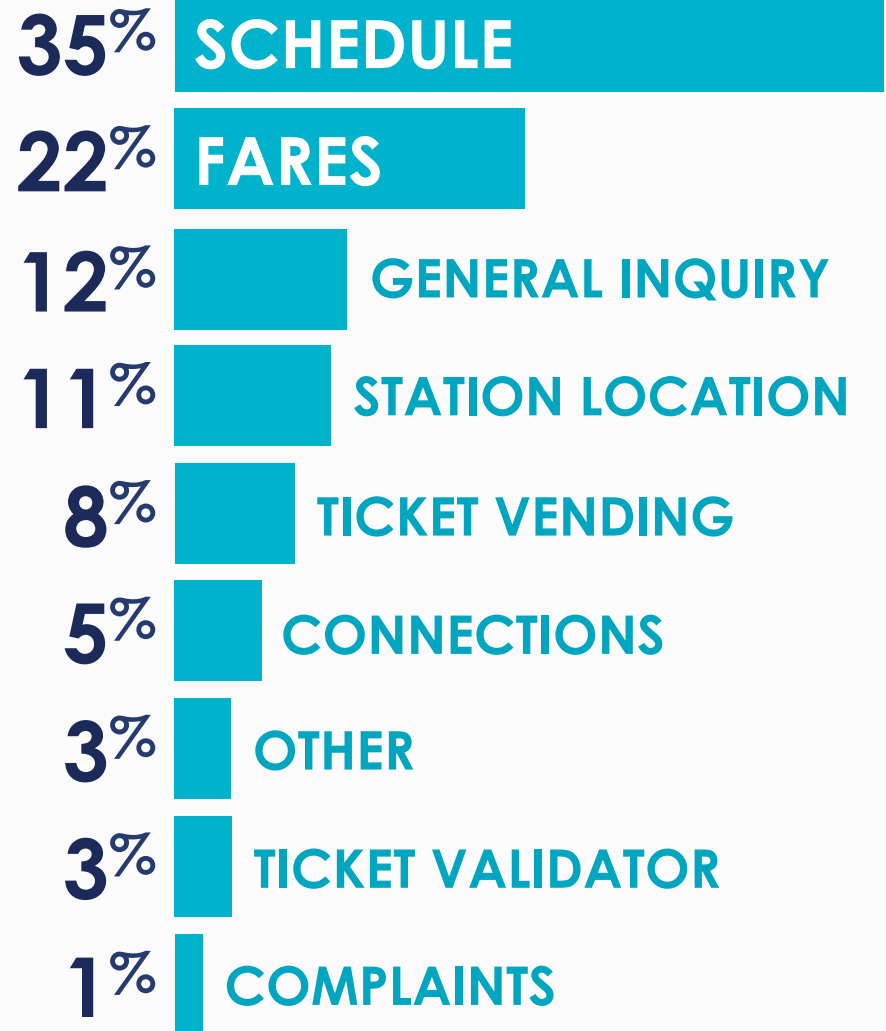 35% SCHEDULE
22% FARES
12% GENERAL INQUIRY
11% STATION LOCATION
8% TICKET VENDING
5% CONNECTIONS
3% OTHER
3% TICKET VALIDATOR
1% COMPLAINTS